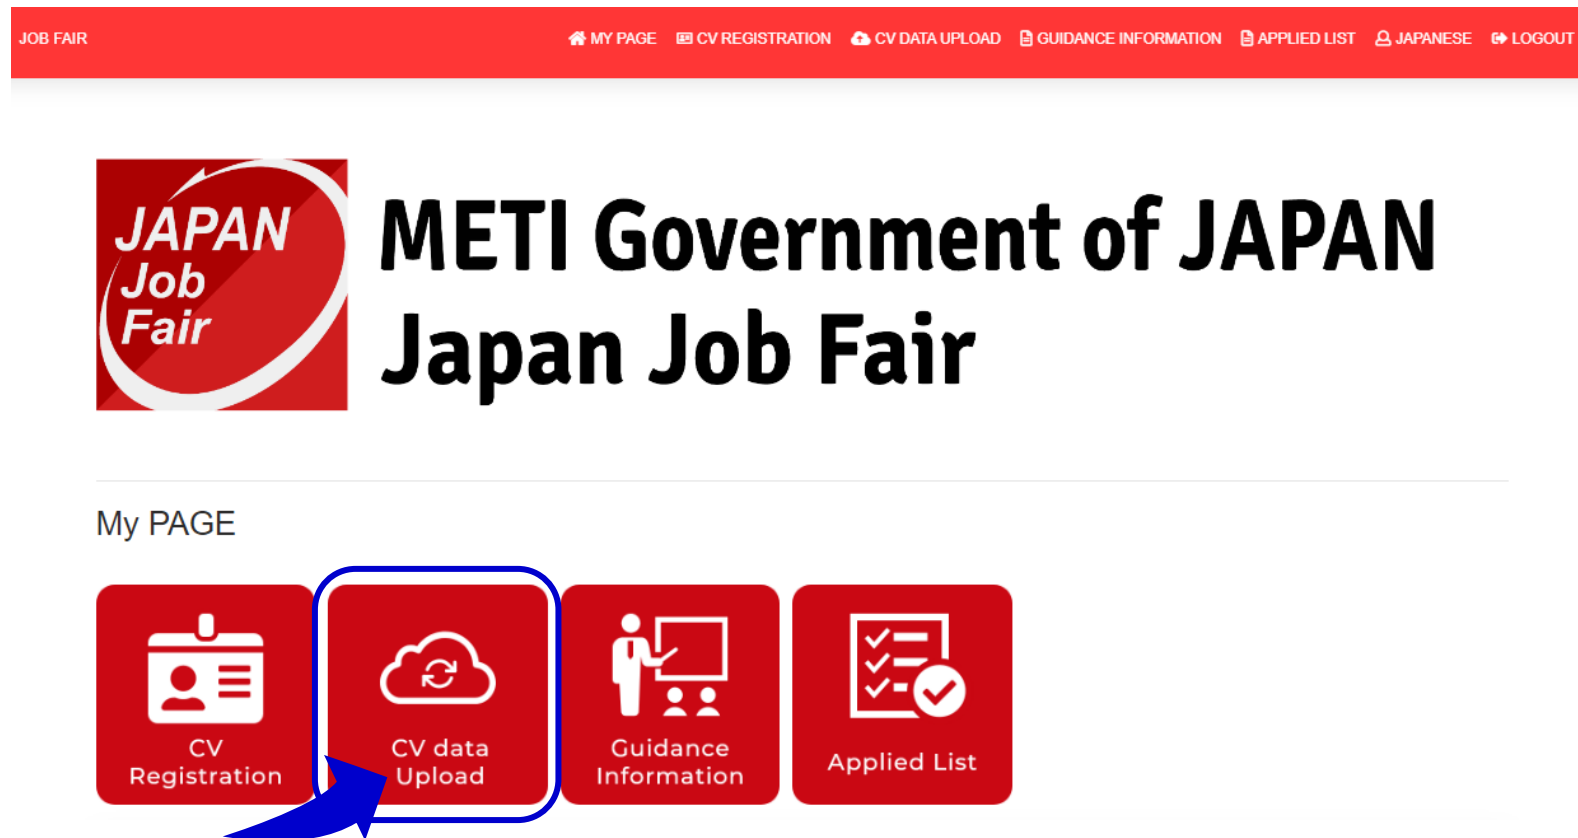 JOB FAIR
MY PAGE CV REGISTRATION CV DATA UPLOAD GUIDANCE INFORMATION APPLIED LIST JAPANESE LOGOUT
JAPAN
Job
Fair
METI Government of JAPAN
Japan Job Fair
My PAGE
CV
Registration
CV data
Upload
Guidance
Information
Applied List